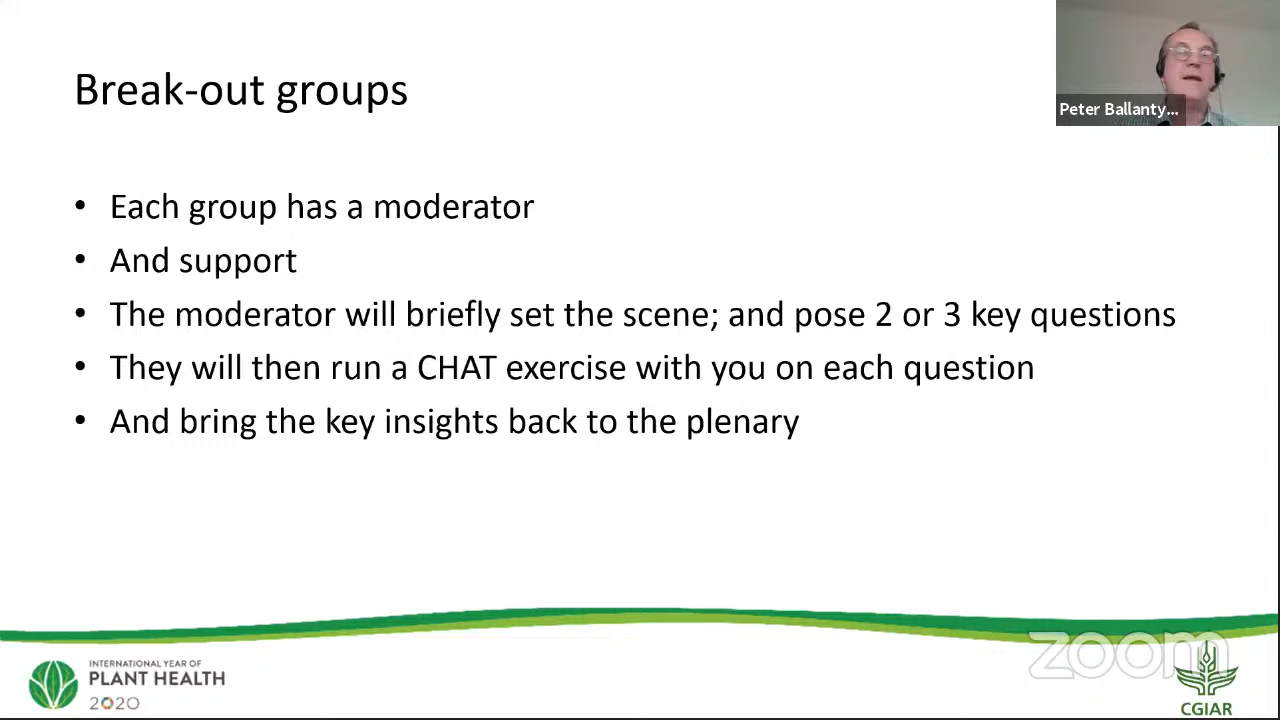 Break-out groups
Peter Ballanty...
• Each group has a moderator
• And support
• The moderator will briefly set the scene; and pose 2 or 3 key questions
• They will then run a CHAT exercise with you on each question
• And bring the key insights back to the plenary
zoom
INTERNATIONAL YEAR OF
PLANT HEALTH
2020
CGIAR